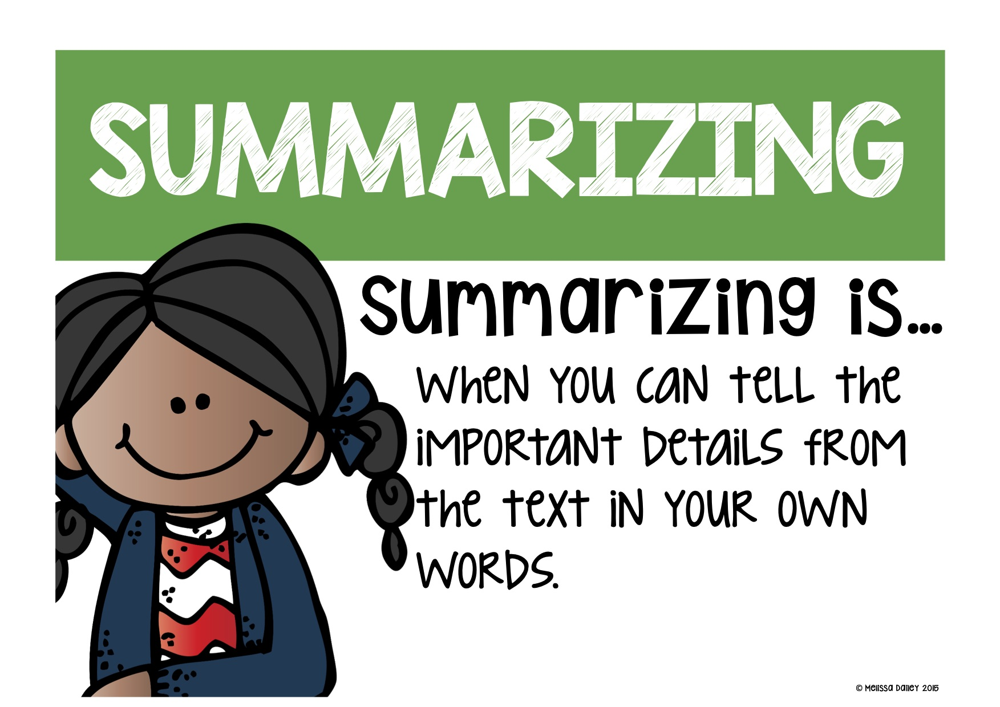 SUMMARIZING
Summarizing is...
When you can tell the
important details from
the text in your own
words.
© Melissa Dailey 2015